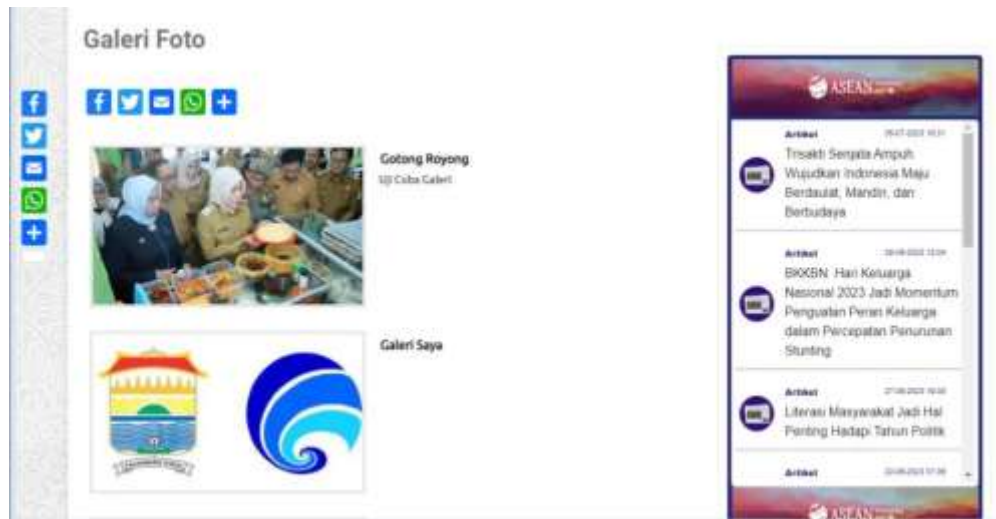 Galeri Foto
Gotong Royong
Uji Coba Galeri
Galeri Saya
ASEAN
Artikel
Trisakti Senjata Ampuh
Wujudkan Indonesia Maju
Berdaulat, Mandiri, dan
Berbudaya
Artikel
BKKBN Hari Keluarga
Nasional 2023 Jadi Momentum
Penguatan Peran Keluarga
dalam Percepatan Penurunan
Stunting
Artikel
Literasi Masyarakat Jadi Hal
Penting Hadapi Tahun Politik
Artikel
ASEAN